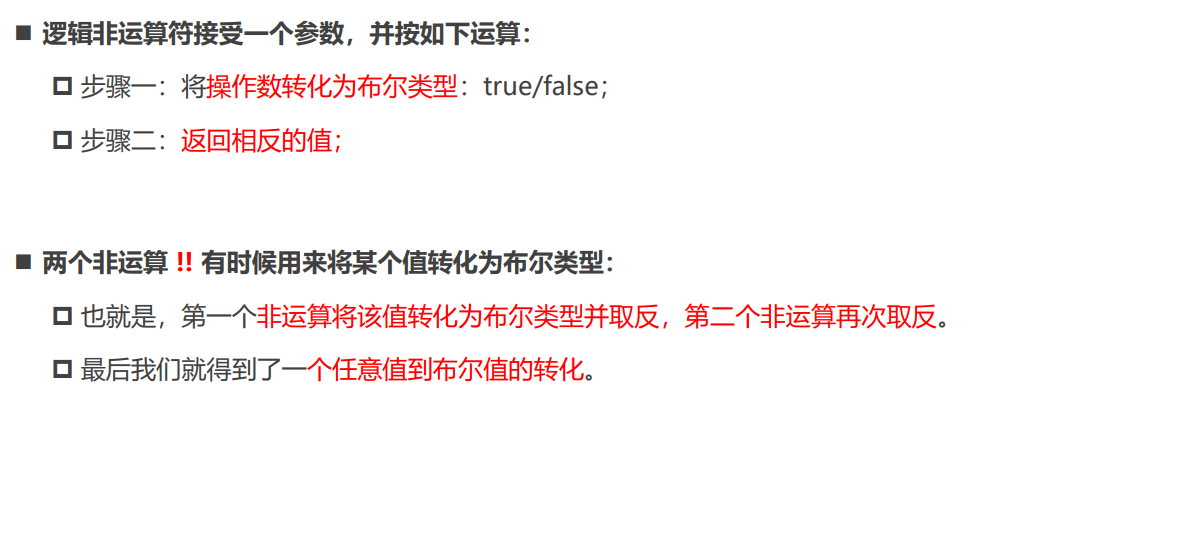 ■ 逻辑非运算符接受一个参数，并按如下运算：
步骤一：将操作数转化为布尔类型：true/false；
步骤二：返回相反的值；
■ 两个非运算 !! 有时候用来将某个值转化为布尔类型：
也就是，第一个非运算将该值转化为布尔类型并取反，第二个非运算再次取反。
最后我们就得到了一个任意值到布尔值的转化。